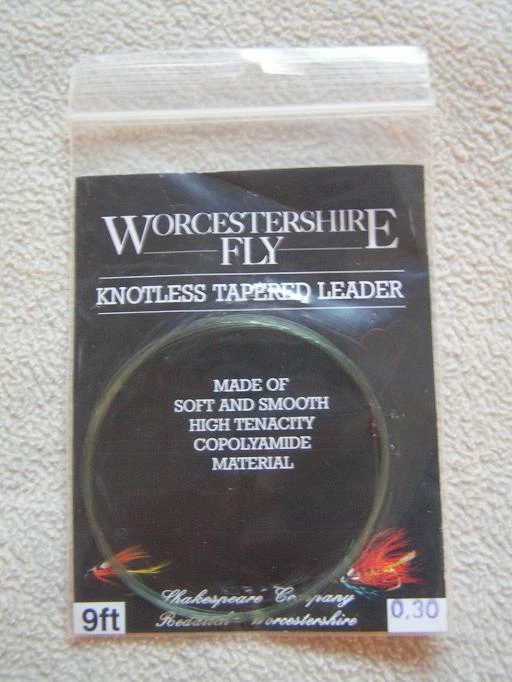 WORCESTERSHIRE
FLY
KNOTLESS TAPERED LEADER
MADE OF
SOFT AND SMOOTH
HIGH TENACITY
COPOLYAMIDE
MATERIAL
Shakespeare Company
Worcestershire
9ft
0,30